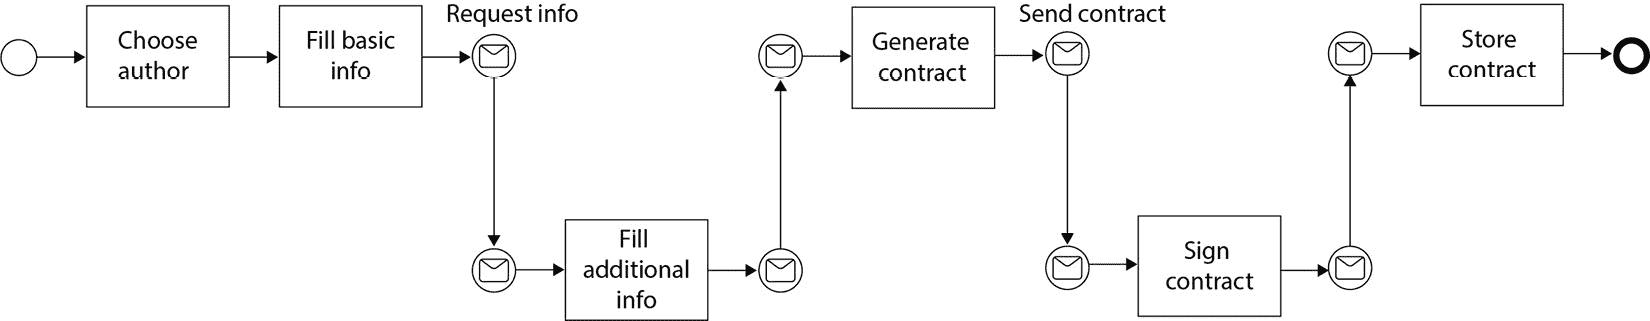 Choose
author
Fill basic
info
Request info
Fill
additional
info
Generate
contract
Send contract
Sign
contract
Store
contract